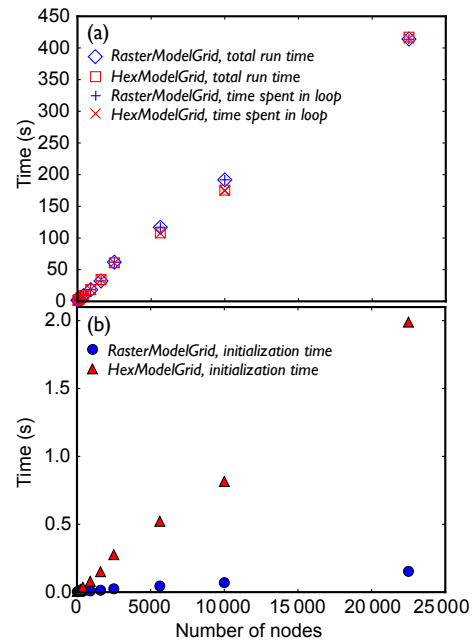 (a)
RasterModelGrid, total run time
HexModelGrid, total run time
RasterModelGrid, time spent in loop
HexModelGrid, time spent in loop
Time (s)
450
400
350
300
250
200
150
100
50
0
(b)
RasterModelGrid, initialization time
HexModelGrid, initialization time
Time (s)
2.0
1.5
1.0
0.5
0.0
0 5000 10 000 15 000 20 000 25 000
Number of nodes